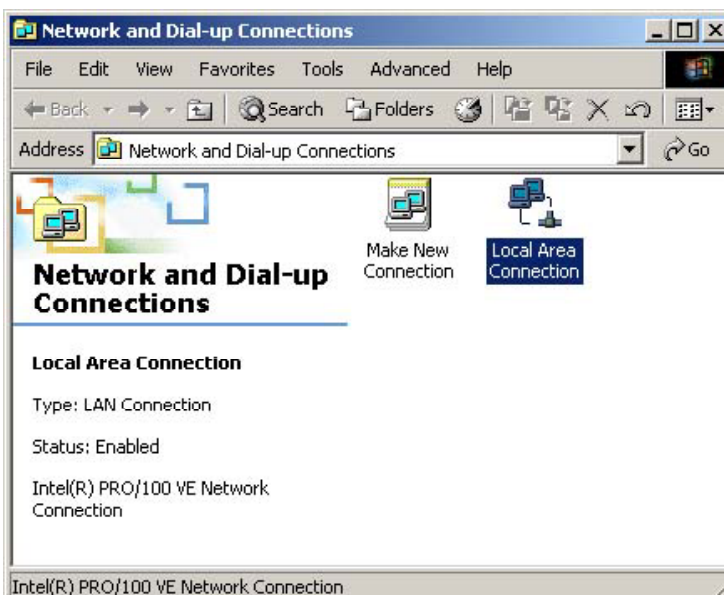 Network and Dial-up Connections
File Edit View Favorites Tools Advanced Help
Back Search Folders
Address Network and Dial-up Connections Go
Make New
Connection
Local Area
Connection
Network and Dial-up
Connections
Local Area Connection
Type: LAN Connection
Status: Enabled
Intel(R) PRO/100 VE Network
Connection
Intel(R) PRO/100 VE Network Connection